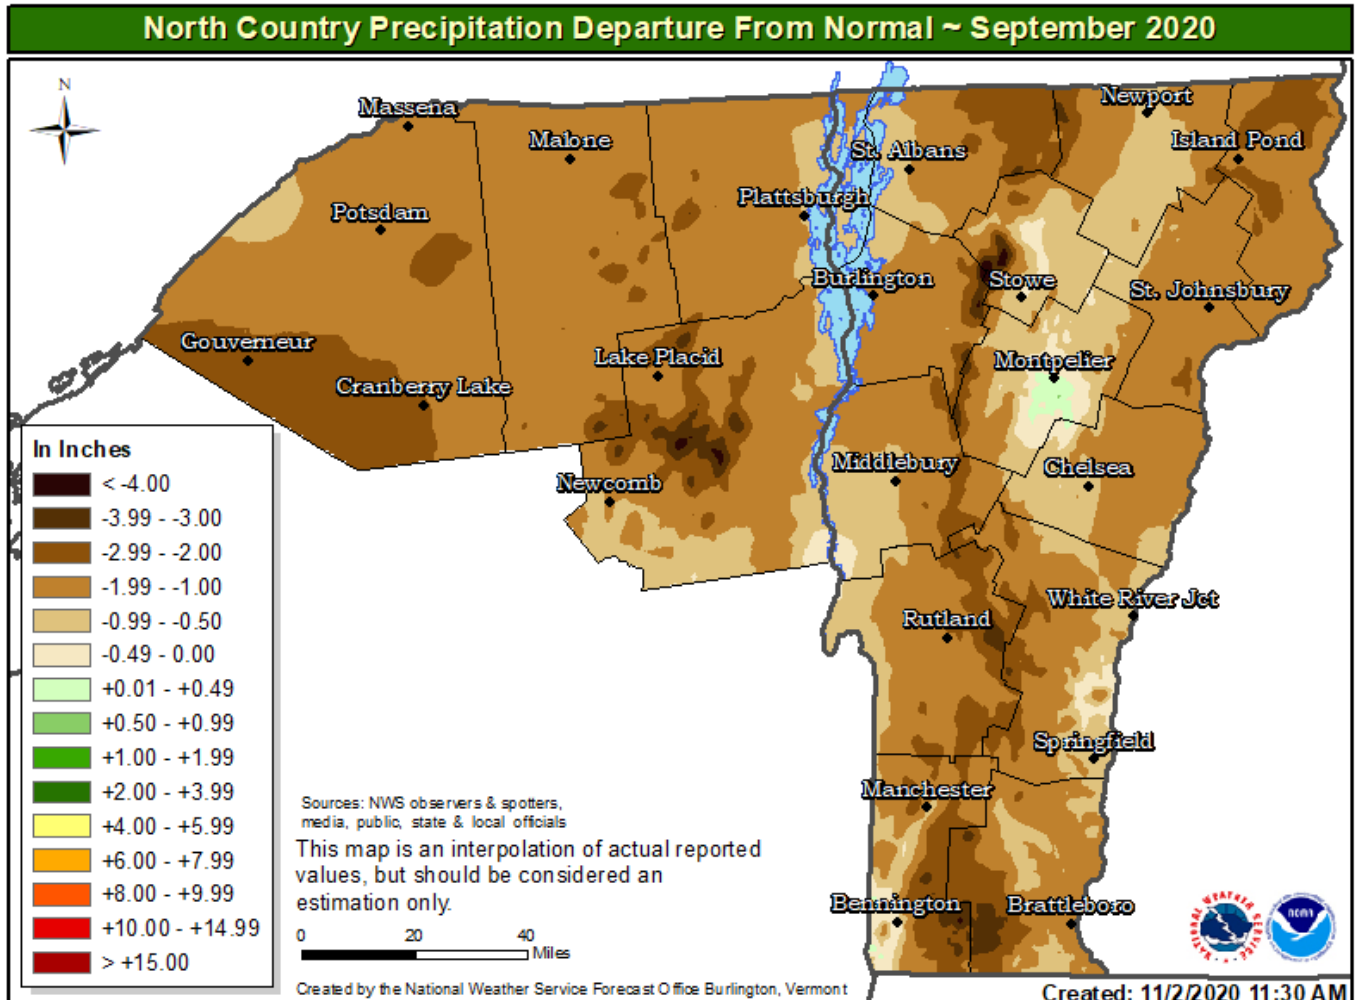 North Country Precipitation Departure From Normal ~ September 2020
N
Massena
Malone
Newport
Island Pond
St. Albans
Potsdam
Plattsburgh
Burlington
Stowe
St. Johnsbury
Gouverneur
Lake Placid
Montpelier
Cranberry Lake
Middlebury
Chelsea
Newcomb
White River Jct
Rutland
Springfield
Manchester
Bennington
Brattleboro
In Inches
< -4.00
-3.99 - -3.00
-2.99 - -2.00
-1.99 - -1.00
-0.99 - -0.50
-0.49 - 0.00
+0.01 - +0.49
+0.50 - +0.99
+1.00 - +1.99
+2.00 - +3.99
+4.00 - +5.99
+6.00 - +7.99
+8.00 - +9.99
+10.00 - +14.99
> +15.00
Sources: NWS observers & spotters,
media, public, state & local officials
This map is an interpolation of actual reported
values, but should be considered an
estimation only.
0 20 40
Miles
NATIONAL WEATHER SERVICE
noaa
Created by the National Weather Service Forecast Office Burlington, Vermont
Created: 11/2/2020 11:30 AM